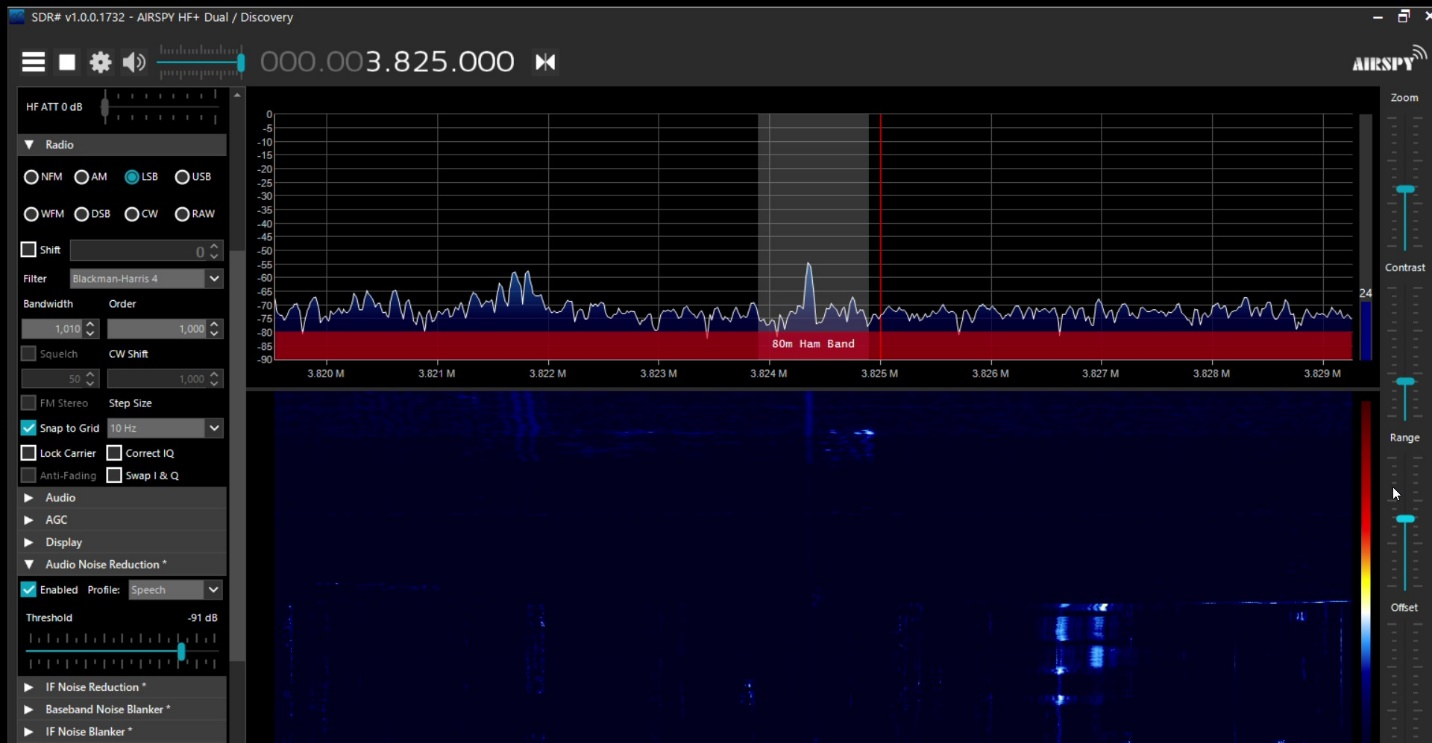 SDR# v1.0.0.1732 - AIRSPY HF+ Dual / Discovery
000.003.825.000
AIRSPY
HF ATT 0 dB
Radio
NFM AM LSB USB
WFM DSB CW RAW
Shift 0
Filter Blackman-Harris 4
Bandwidth Order
1,010 1,000
Squelch CW Shift
50 1,000
FM Stereo Step Size
Snap to Grid 10 Hz
Lock Carrier Correct IQ
Anti-Fading Swap I & Q
Audio
AGC
Display
Audio Noise Reduction *
Enabled Profile: Speech
Threshold -91 dB
IF Noise Reduction *
Baseband Noise Blanker *
IF Noise Blanker *
0
-5
-10
-15
-20
-25
-30
-35
-40
-45
-50
-55
-60
-65
-70
-75
-80
-85
-90
80m Ham Band
3.820 M 3.821 M 3.822 M 3.823 M 3.824 M 3.825 M 3.826 M 3.827 M 3.828 M 3.829 M
24
Zoom
Contrast
Range
Offset